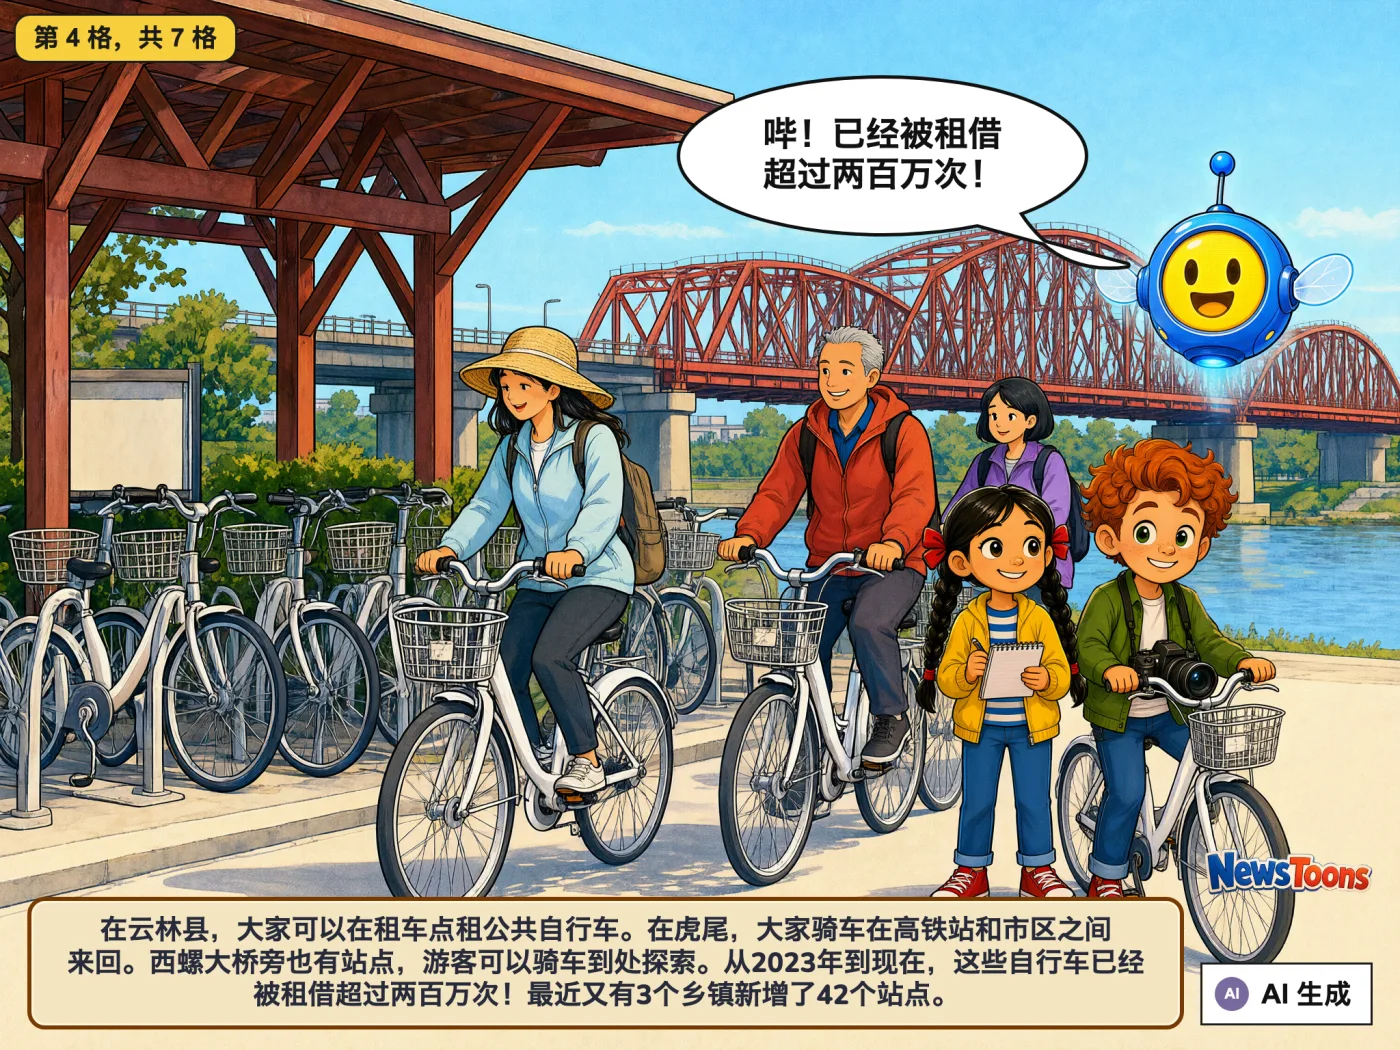 第 4 格，共 7 格
哔！已经被租借
超过两百万次！
NewsToons
在云林县，大家可以在租车点租公共自行车。在虎尾，大家骑车在高铁站和市区之间
来回。西螺大桥旁也有站点，游客可以骑车到处探索。从2023年到现在，这些自行车已经
被租借超过两百万次！最近又有3个乡镇新增了42个站点。
AI AI 生成